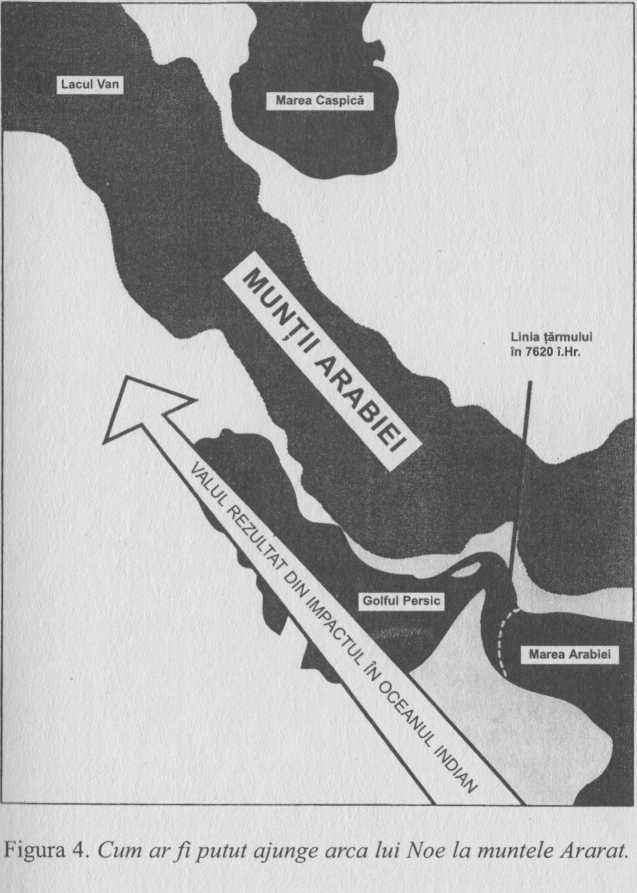 Lacul Van
Marea Caspică
MUNȚII ARABIEI
Linia țărmului
în 7620 î.Hr.
VALUL REZULTAT DIN IMPACTUL ÎN OCEANUL INDIAN
Golful Persic
Marea Arabiei
Figura 4. Cum ar fi putut ajunge arca lui Noe la muntele Ararat.